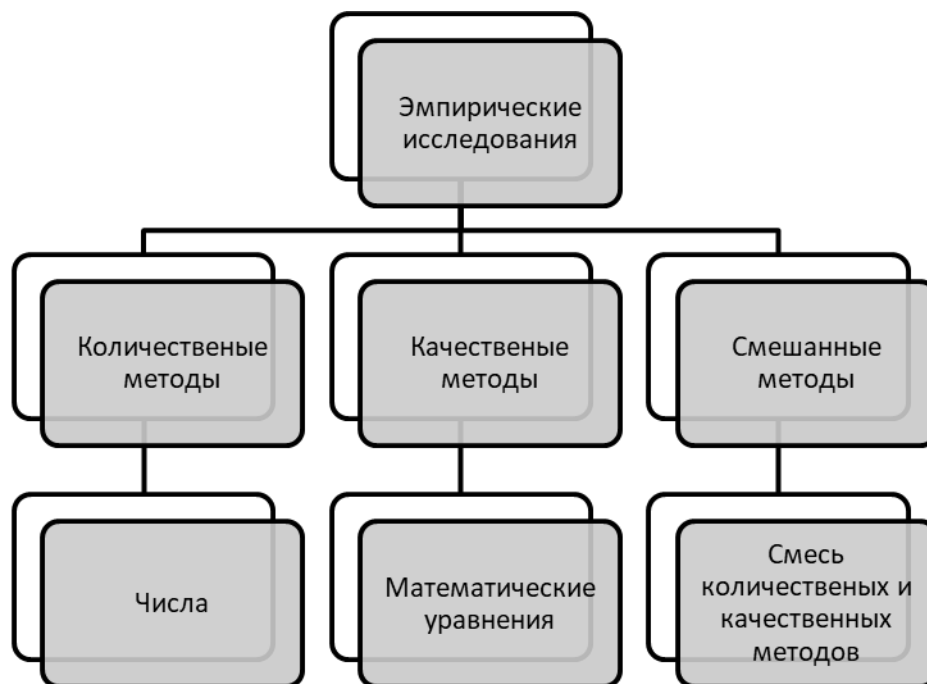 Эмпирические
исследования
Количественые
методы
Качественые
методы
Смешанные
методы
Числа
Математические
уравнения
Смесь
количественых и
качественных
методов